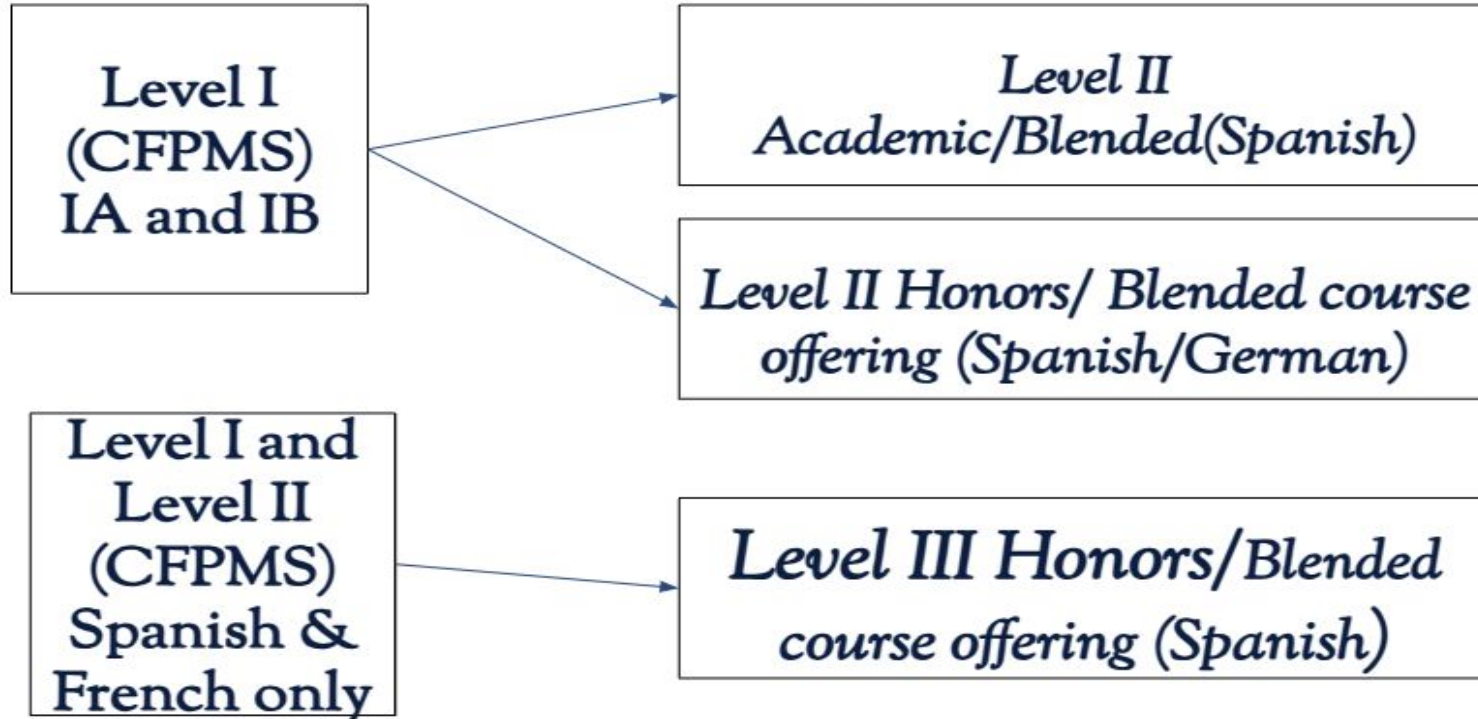 Level I
(CFPMS)
IA and IB
Level II
Academic/Blended(Spanish)
Level II Honors/ Blended course
offering (Spanish/German)
Level I and
Level II
(CFPMS)
Spanish &
French only
Level III Honors/Blended
course offering (Spanish)